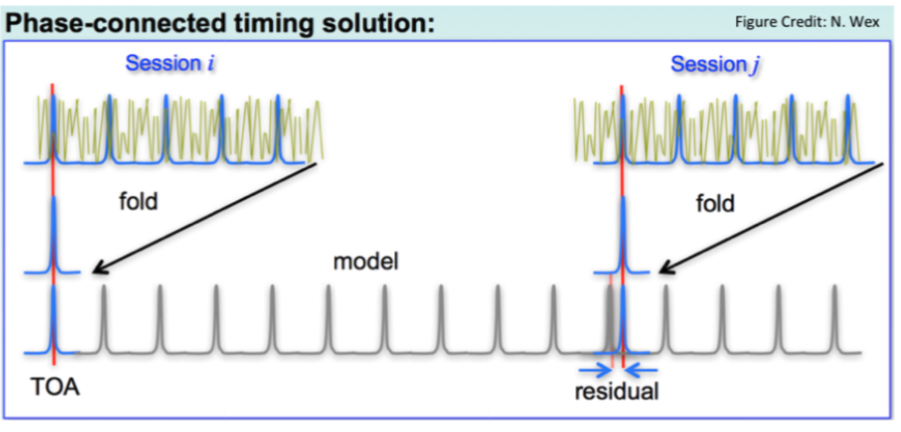 Phase-connected timing solution:
Figure Credit: N. Wex
Session i
Session j
fold
fold
model
TOA
residual